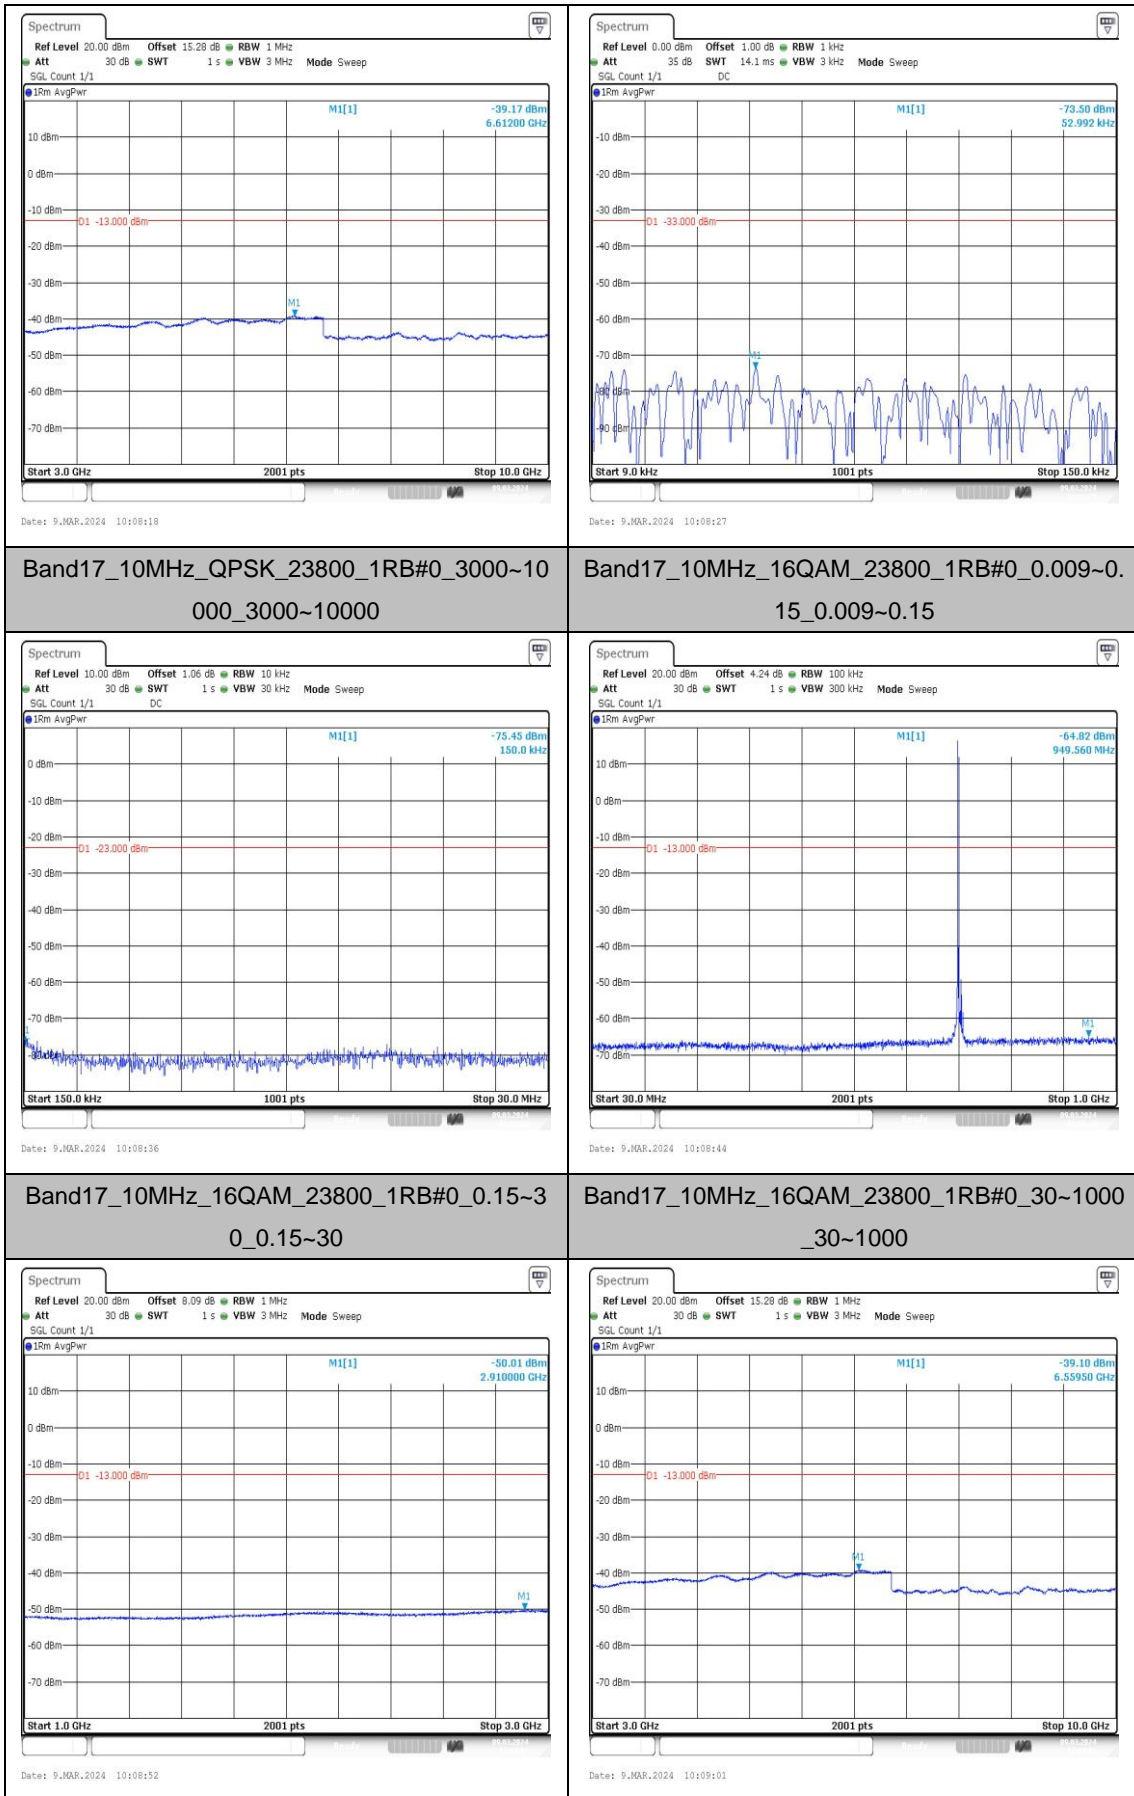 Spectrum
Ref Level 20.00 dBm Offset 15.28 dB RBW 1 MHz
Att 30 dB SWT 1 s VBW 3 MHz Mode Sweep
SGL Count 1/1
1Rm AvgPwr
M1[1] -39.17 dBm
6.61200 GHz
10 dBm
0 dBm
-10 dBm
D1 -13.000 dBm
-20 dBm
-30 dBm
M1
-40 dBm
-50 dBm
-60 dBm
-70 dBm
Start 3.0 GHz 2001 pts Stop 10.0 GHz
Date: 9.MAR.2024 10:08:18
Spectrum
Ref Level 0.00 dBm Offset 1.00 dB RBW 1 kHz
Att 35 dB SWT 14.1 ms VBW 3 kHz Mode Sweep
SGL Count 1/1 DC
1Rm AvgPwr
M1[1] -73.50 dBm
52.992 kHz
-10 dBm
-20 dBm
-30 dBm
D1 -33.000 dBm
-40 dBm
-50 dBm
-60 dBm
-70 dBm
M1
-80 dBm
-90 dBm
Start 9.0 kHz 1001 pts Stop 150.0 kHz
Date: 9.MAR.2024 10:08:27
Band17_10MHz_QPSK_23800_1RB#0_3000~10
000_3000~10000
Band17_10MHz_16QAM_23800_1RB#0_0.009~0.
15_0.009~0.15
Spectrum
Ref Level 10.00 dBm Offset 1.06 dB RBW 10 kHz
Att 30 dB SWT 1 s VBW 30 kHz Mode Sweep
SGL Count 1/1 DC
1Rm AvgPwr
M1[1] -75.45 dBm
150.0 kHz
0 dBm
-10 dBm
-20 dBm
D1 -23.000 dBm
-30 dBm
-40 dBm
-50 dBm
-60 dBm
-70 dBm
-80 dBm
Start 150.0 kHz 1001 pts Stop 30.0 MHz
Date: 9.MAR.2024 10:08:36
Spectrum
Ref Level 20.00 dBm Offset 4.24 dB RBW 100 kHz
Att 30 dB SWT 1 s VBW 300 kHz Mode Sweep
SGL Count 1/1
1Rm AvgPwr
M1[1] -64.82 dBm
949.560 MHz
10 dBm
0 dBm
-10 dBm
D1 -13.000 dBm
-20 dBm
-30 dBm
-40 dBm
-50 dBm
-60 dBm
M1
-70 dBm
Start 30.0 MHz 2001 pts Stop 1.0 GHz
Date: 9.MAR.2024 10:08:44
Band17_10MHz_16QAM_23800_1RB#0_0.15~3
0_0.15~30
Band17_10MHz_16QAM_23800_1RB#0_30~1000
_30~1000
Spectrum
Ref Level 20.00 dBm Offset 8.09 dB RBW 1 MHz
Att 30 dB SWT 1 s VBW 3 MHz Mode Sweep
SGL Count 1/1
1Rm AvgPwr
M1[1] -50.01 dBm
2.910000 GHz
10 dBm
0 dBm
-10 dBm
D1 -13.000 dBm
-20 dBm
-30 dBm
-40 dBm
-50 dBm
M1
-60 dBm
-70 dBm
Start 1.0 GHz 2001 pts Stop 3.0 GHz
Date: 9.MAR.2024 10:08:52
Spectrum
Ref Level 20.00 dBm Offset 15.28 dB RBW 1 MHz
Att 30 dB SWT 1 s VBW 3 MHz Mode Sweep
SGL Count 1/1
1Rm AvgPwr
M1[1] -39.10 dBm
6.55950 GHz
10 dBm
0 dBm
-10 dBm
D1 -13.000 dBm
-20 dBm
-30 dBm
M1
-40 dBm
-50 dBm
-60 dBm
-70 dBm
Start 3.0 GHz 2001 pts Stop 10.0 GHz
Date: 9.MAR.2024 10:09:01